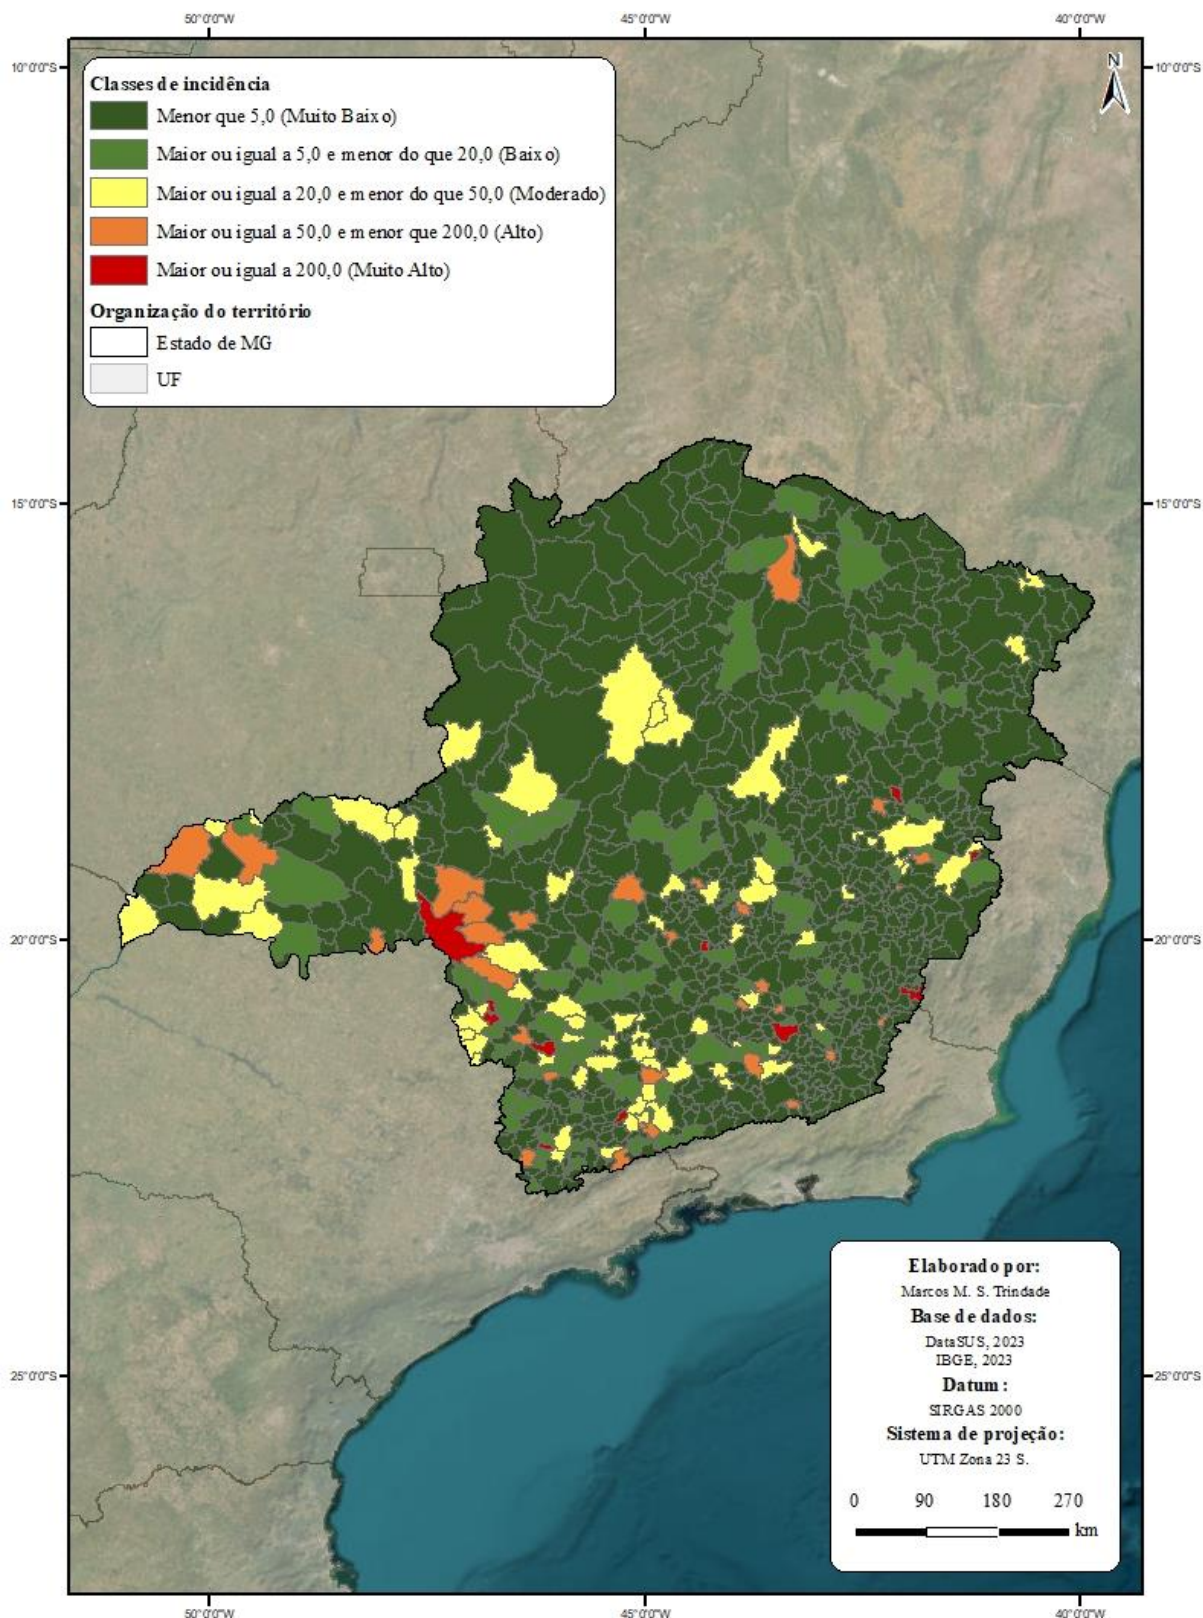 50°0'0"W
45°0'0"W
40°0'0"W
10°0'0"S
10°0'0"S
N
Classes de incidência
Menor que 5,0 (Muito Baixo)
Maior ou igual a 5,0 e menor do que 20,0 (Baixo)
Maior ou igual a 20,0 e menor do que 50,0 (Moderado)
Maior ou igual a 50,0 e menor que 200,0 (Alto)
Maior ou igual a 200,0 (Muito Alto)
Organização do território
Estado de MG
UF
15°0'0"S
15°0'0"S
20°0'0"S
20°0'0"S
25°0'0"S
25°0'0"S
Elaborado por:
Marcos M. S. Trindade
Base de dados:
DataSUS, 2023
IBGE, 2023
Datum :
SIRGAS 2000
Sistema de projeção:
UTM Zona 23 S.
0 90 180 270
km
50°0'0"W
45°0'0"W
40°0'0"W